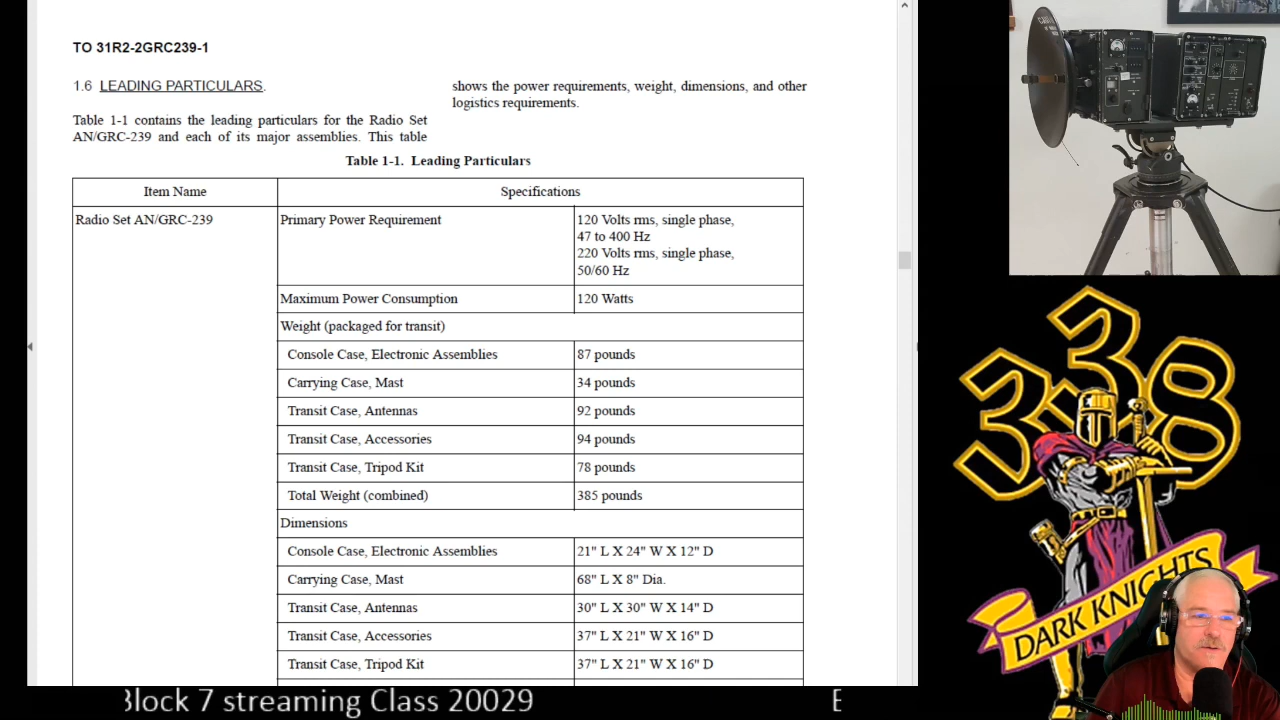 TO 31R2-2GRC239-1
1.6 LEADING PARTICULARS.
Table 1-1 contains the leading particulars for the Radio Set
AN/GRC-239 and each of its major assemblies. This table
shows the power requirements, weight, dimensions, and other
logistics requirements.
Table 1-1. Leading Particulars
Item Name Specifications
Radio Set AN/GRC-239 Primary Power Requirement 120 Volts rms, single phase,
47 to 400 Hz
220 Volts rms, single phase,
50/60 Hz
Maximum Power Consumption 120 Watts
Weight (packaged for transit)
Console Case, Electronic Assemblies 87 pounds
Carrying Case, Mast 34 pounds
Transit Case, Antennas 92 pounds
Transit Case, Accessories 94 pounds
Transit Case, Tripod Kit 78 pounds
Total Weight (combined) 385 pounds
Dimensions
Console Case, Electronic Assemblies 21" L X 24" W X 12" D
Carrying Case, Mast 68" L X 8" Dia.
Transit Case, Antennas 30" L X 30" W X 14" D
Transit Case, Accessories 37" L X 21" W X 16" D
Transit Case, Tripod Kit 37" L X 21" W X 16" D
338
DARK KNIGHTS
Block 7 streaming Class 20029 E